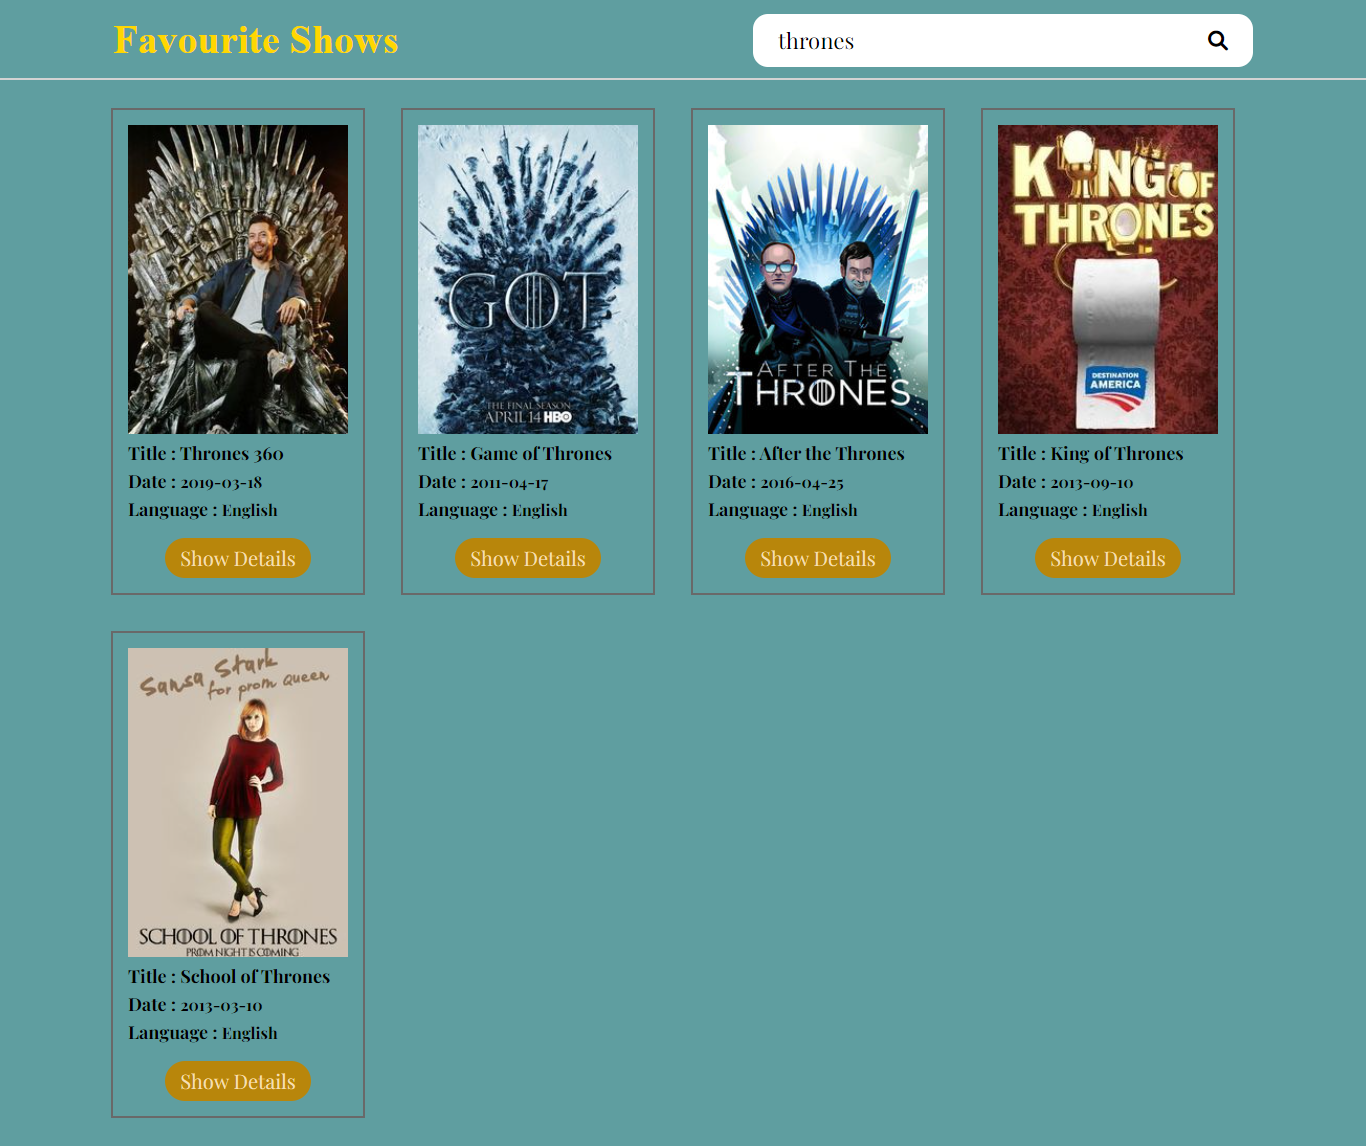 Favourite Shows
thrones
GOT
THE FINAL SEASON
APRIL 14 HBO
AFTER THE
THRONES
KING OF
THRONES
DESTINATION
AMERICA
Title : Thrones 360
Date : 2019-03-18
Language : English
Show Details
Title : Game of Thrones
Date : 2011-04-17
Language : English
Show Details
Title : After the Thrones
Date : 2016-04-25
Language : English
Show Details
Title : King of Thrones
Date : 2013-09-10
Language : English
Show Details
Sansa Stark
for prom queen
SCHOOL OF THRONES
PROM NIGHT IS COMING
Title : School of Thrones
Date : 2013-03-10
Language : English
Show Details